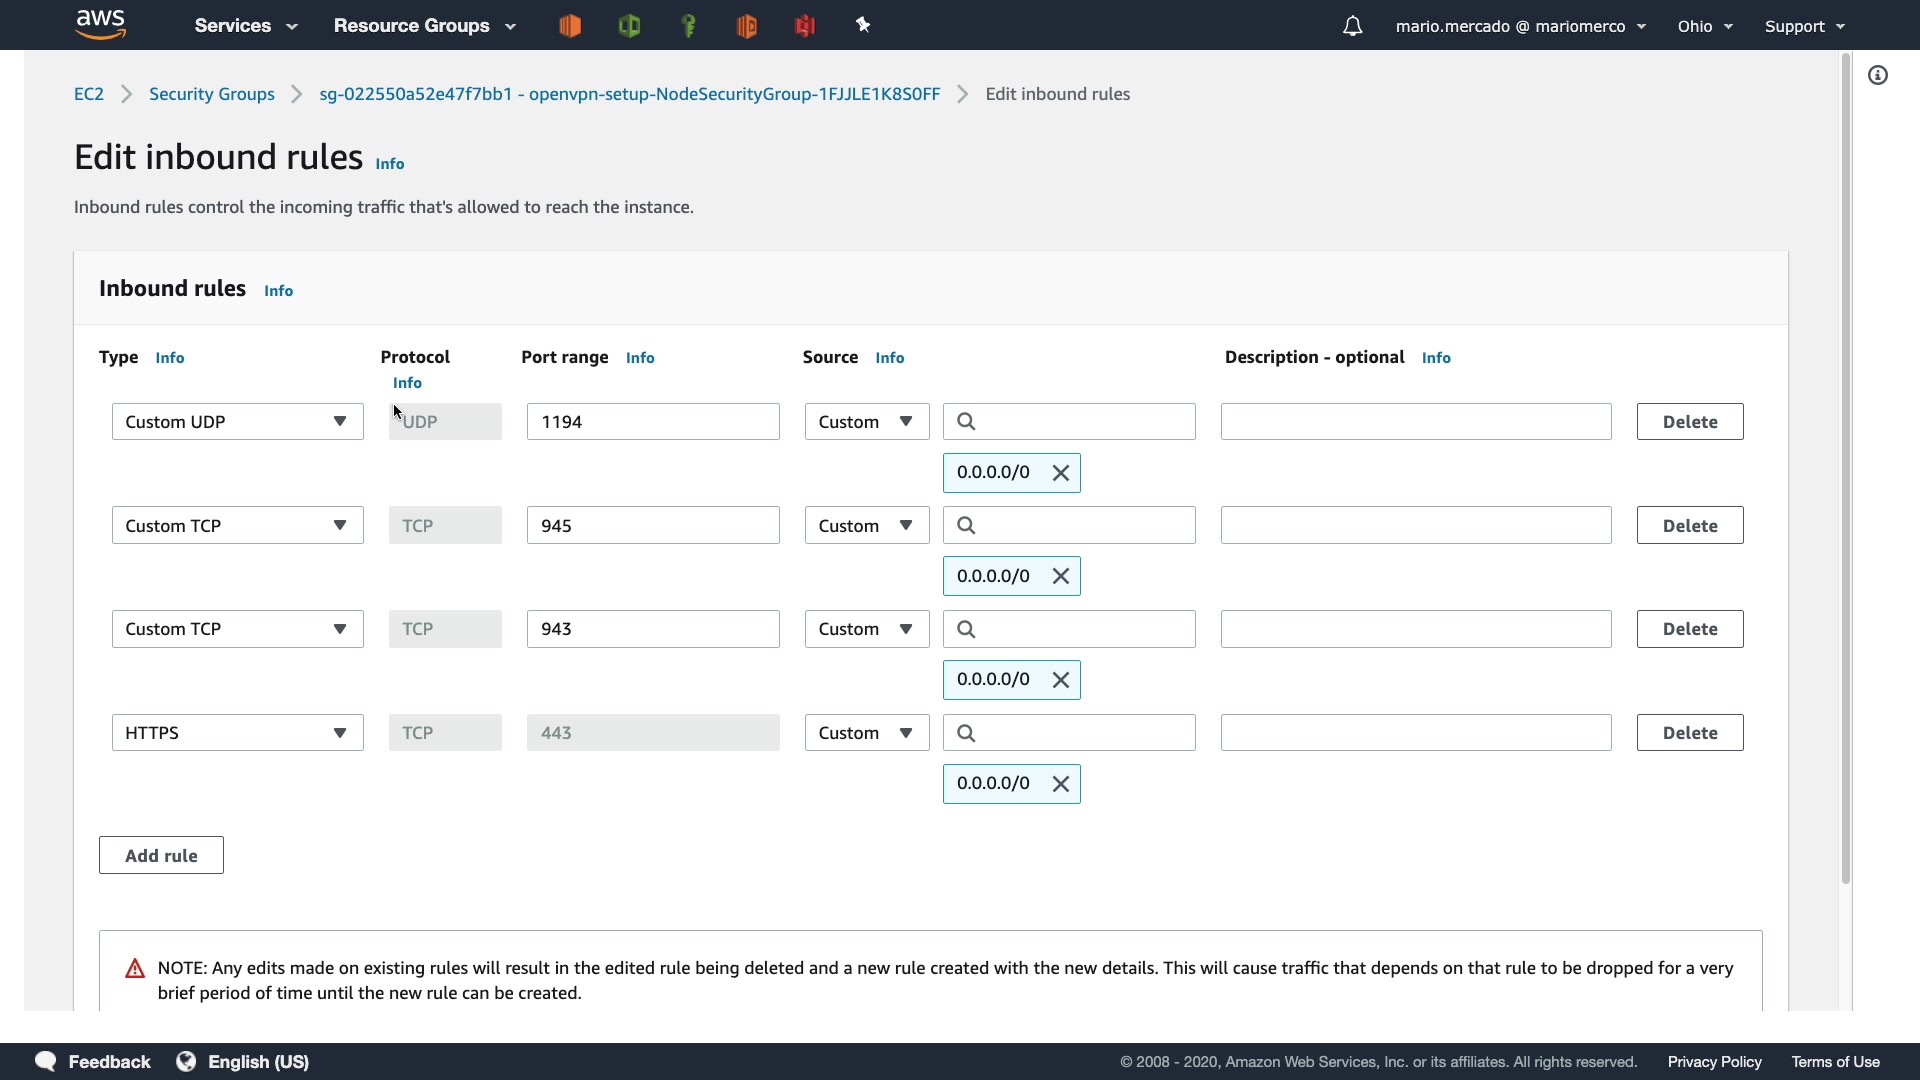 aws Services Resource Groups mario.mercado @ mariomerco Ohio Support
EC2 Security Groups sg-022550a52e47f7bb1 - openvpn-setup-NodeSecurityGroup-1FJJLE1K8S0FF Edit inbound rules
Edit inbound rules Info
Inbound rules control the incoming traffic that's allowed to reach the instance.
Inbound rules Info
Type Info Protocol Port range Info Source Info Description - optional Info
Info
Custom UDP UDP 1194 Custom Delete
0.0.0.0/0
Custom TCP TCP 945 Custom Delete
0.0.0.0/0
Custom TCP TCP 943 Custom Delete
0.0.0.0/0
HTTPS TCP 443 Custom Delete
0.0.0.0/0
Add rule
NOTE: Any edits made on existing rules will result in the edited rule being deleted and a new rule created with the new details. This will cause traffic that depends on that rule to be dropped for a very
brief period of time until the new rule can be created.
Feedback English (US) © 2008 - 2020, Amazon Web Services, Inc. or its affiliates. All rights reserved. Privacy Policy Terms of Use